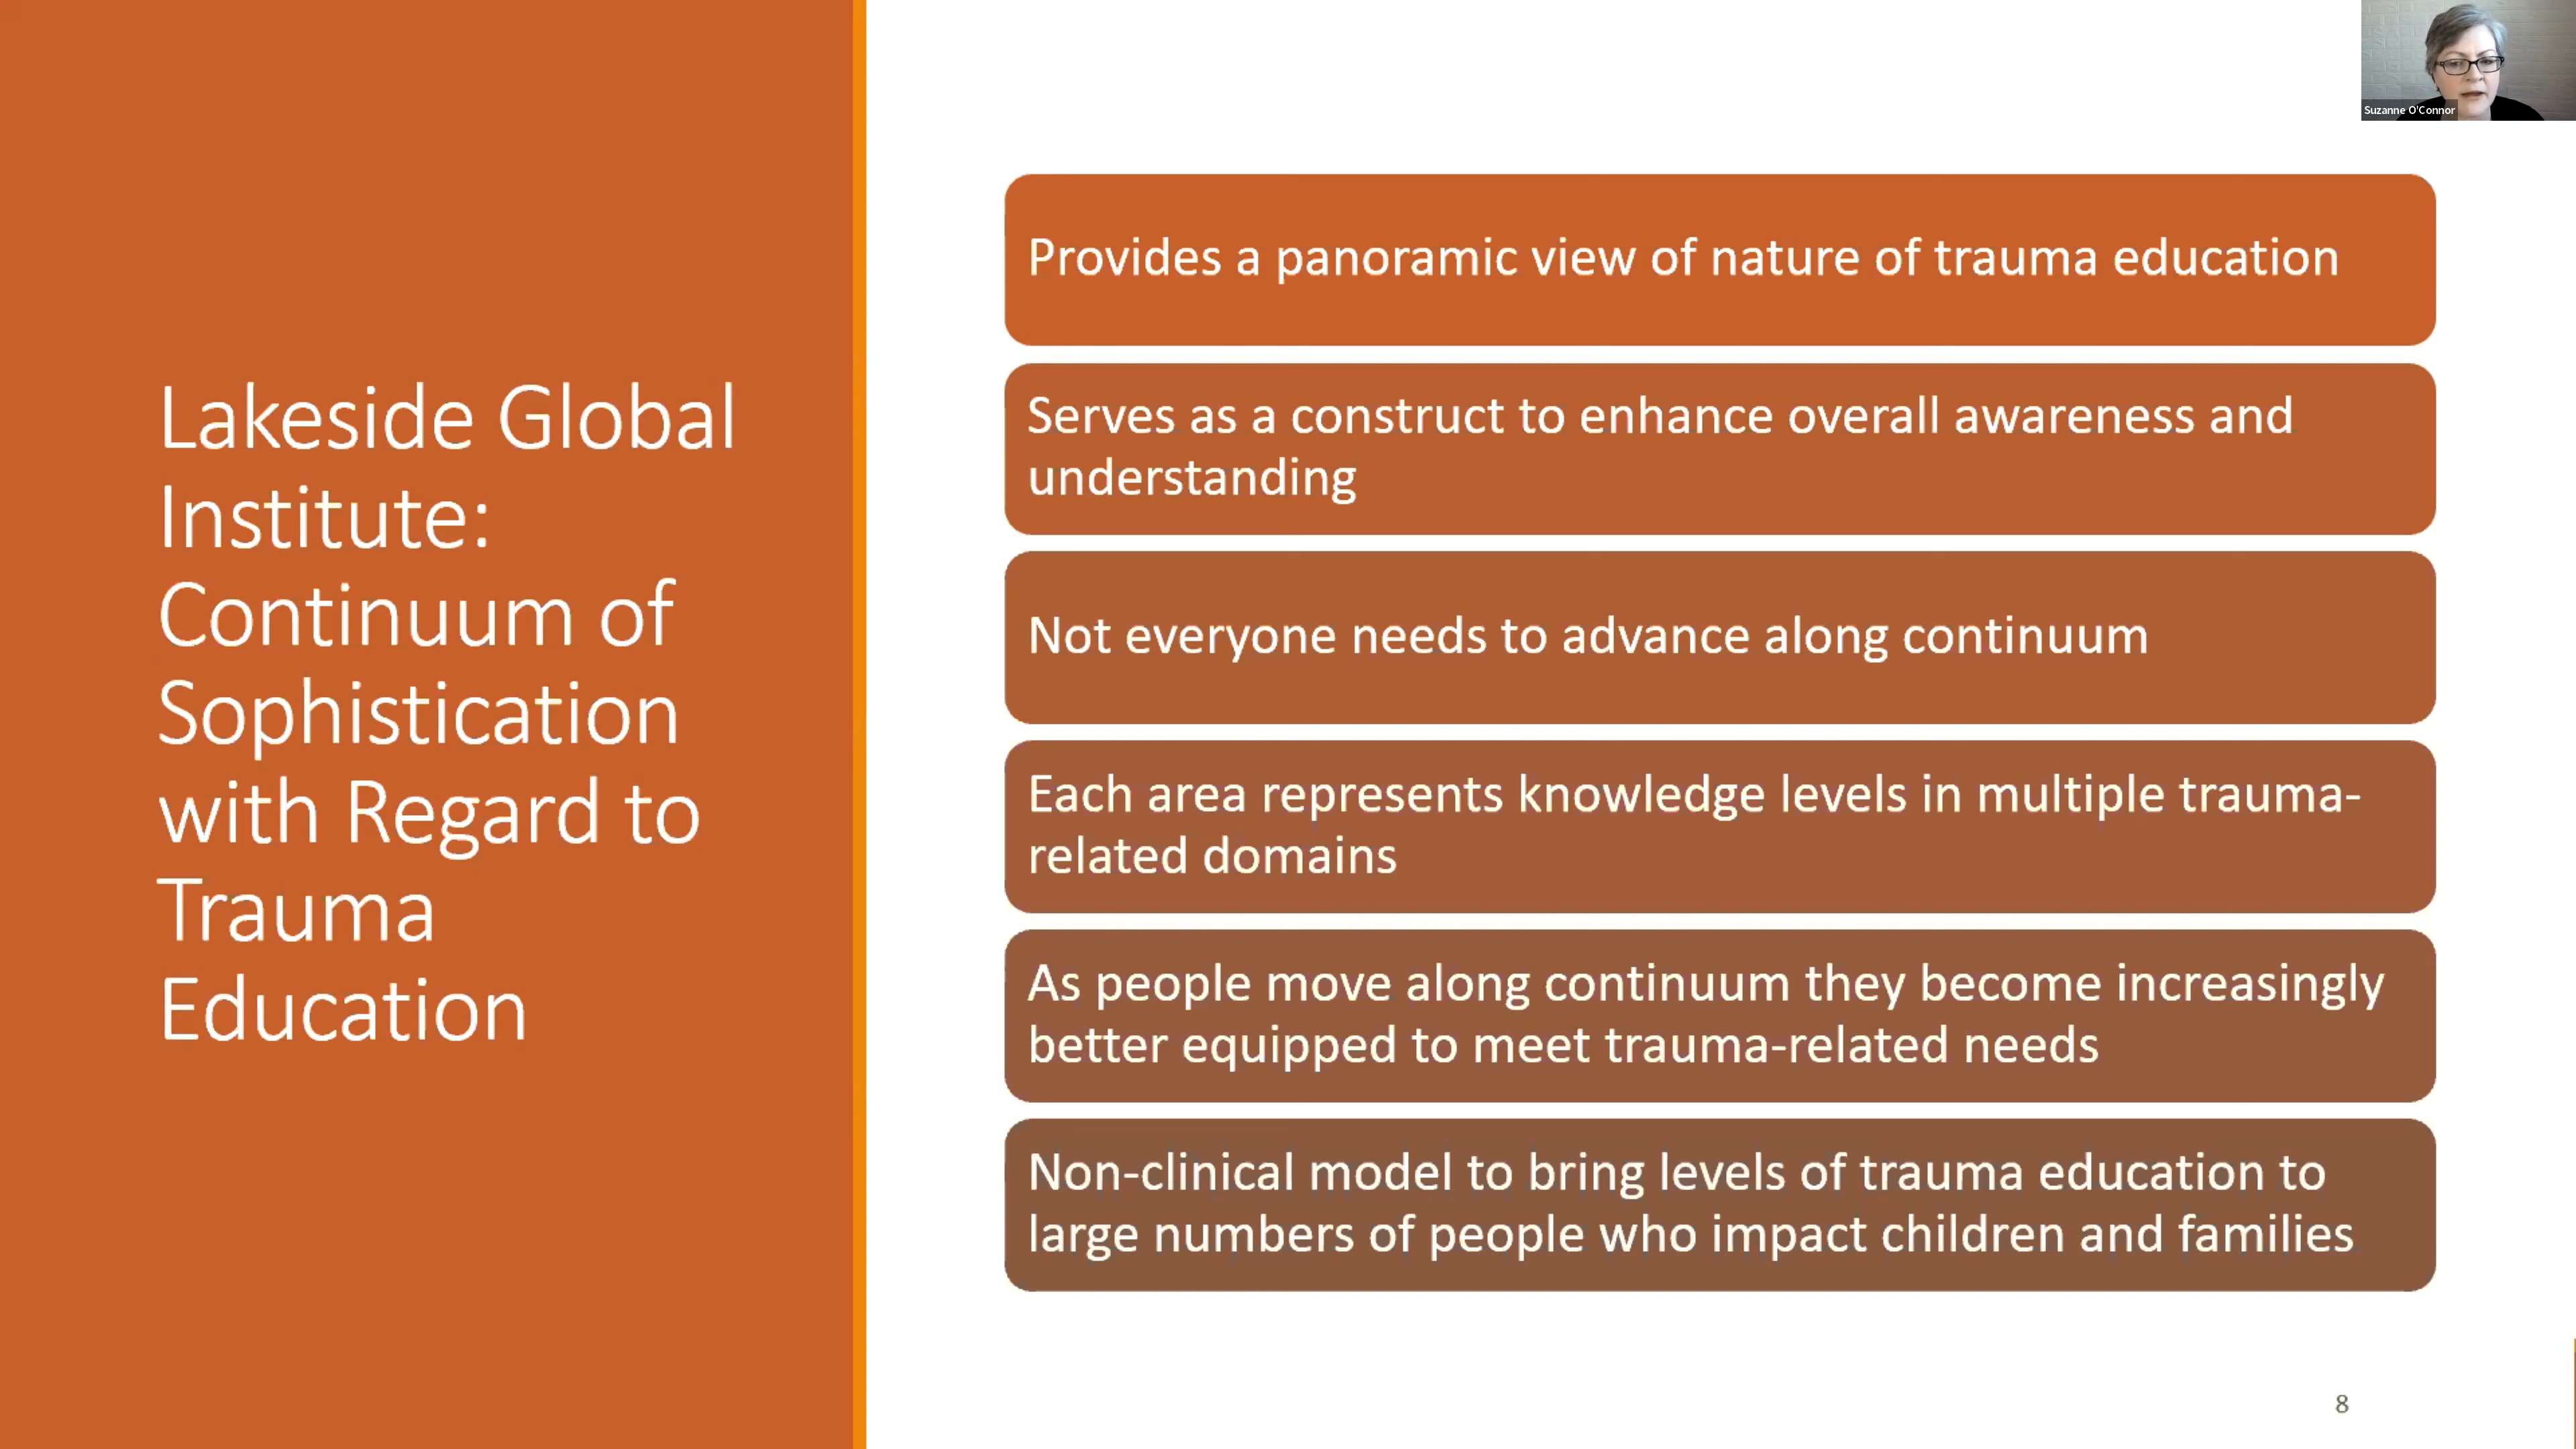 Suzanne O'Connor
Lakeside Global
Institute:
Continuum of
Sophistication
with Regard to
Trauma
Education
Provides a panoramic view of nature of trauma education
Serves as a construct to enhance overall awareness and
understanding
Not everyone needs to advance along continuum
Each area represents knowledge levels in multiple trauma-
related domains
As people move along continuum they become increasingly
better equipped to meet trauma-related needs
Non-clinical model to bring levels of trauma education to
large numbers of people who impact children and families
8